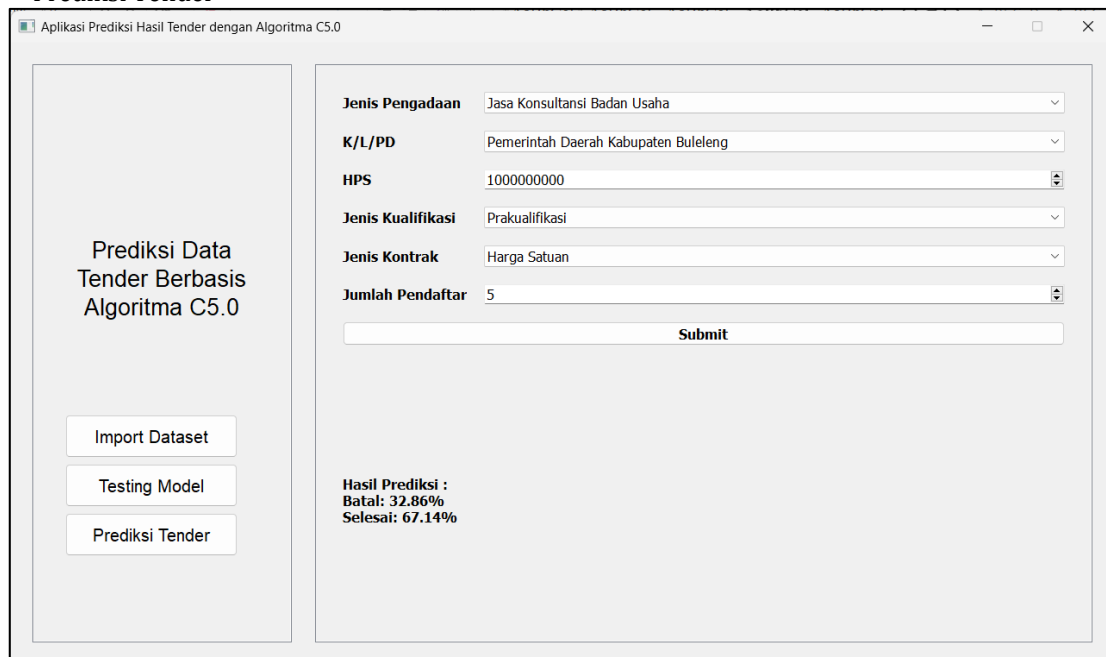 Prediksi Tender
Aplikasi Prediksi Hasil Tender dengan Algoritma C5.0
Prediksi Data
Tender Berbasis
Algoritma C5.0
Import Dataset
Testing Model
Prediksi Tender
Jenis Pengadaan Jasa Konsultansi Badan Usaha
K/L/PD Pemerintah Daerah Kabupaten Buleleng
HPS 1000000000
Jenis Kualifikasi Prakualifikasi
Jenis Kontrak Harga Satuan
Jumlah Pendaftar 5
Submit
Hasil Prediksi :
Batal: 32.86%
Selesai: 67.14%